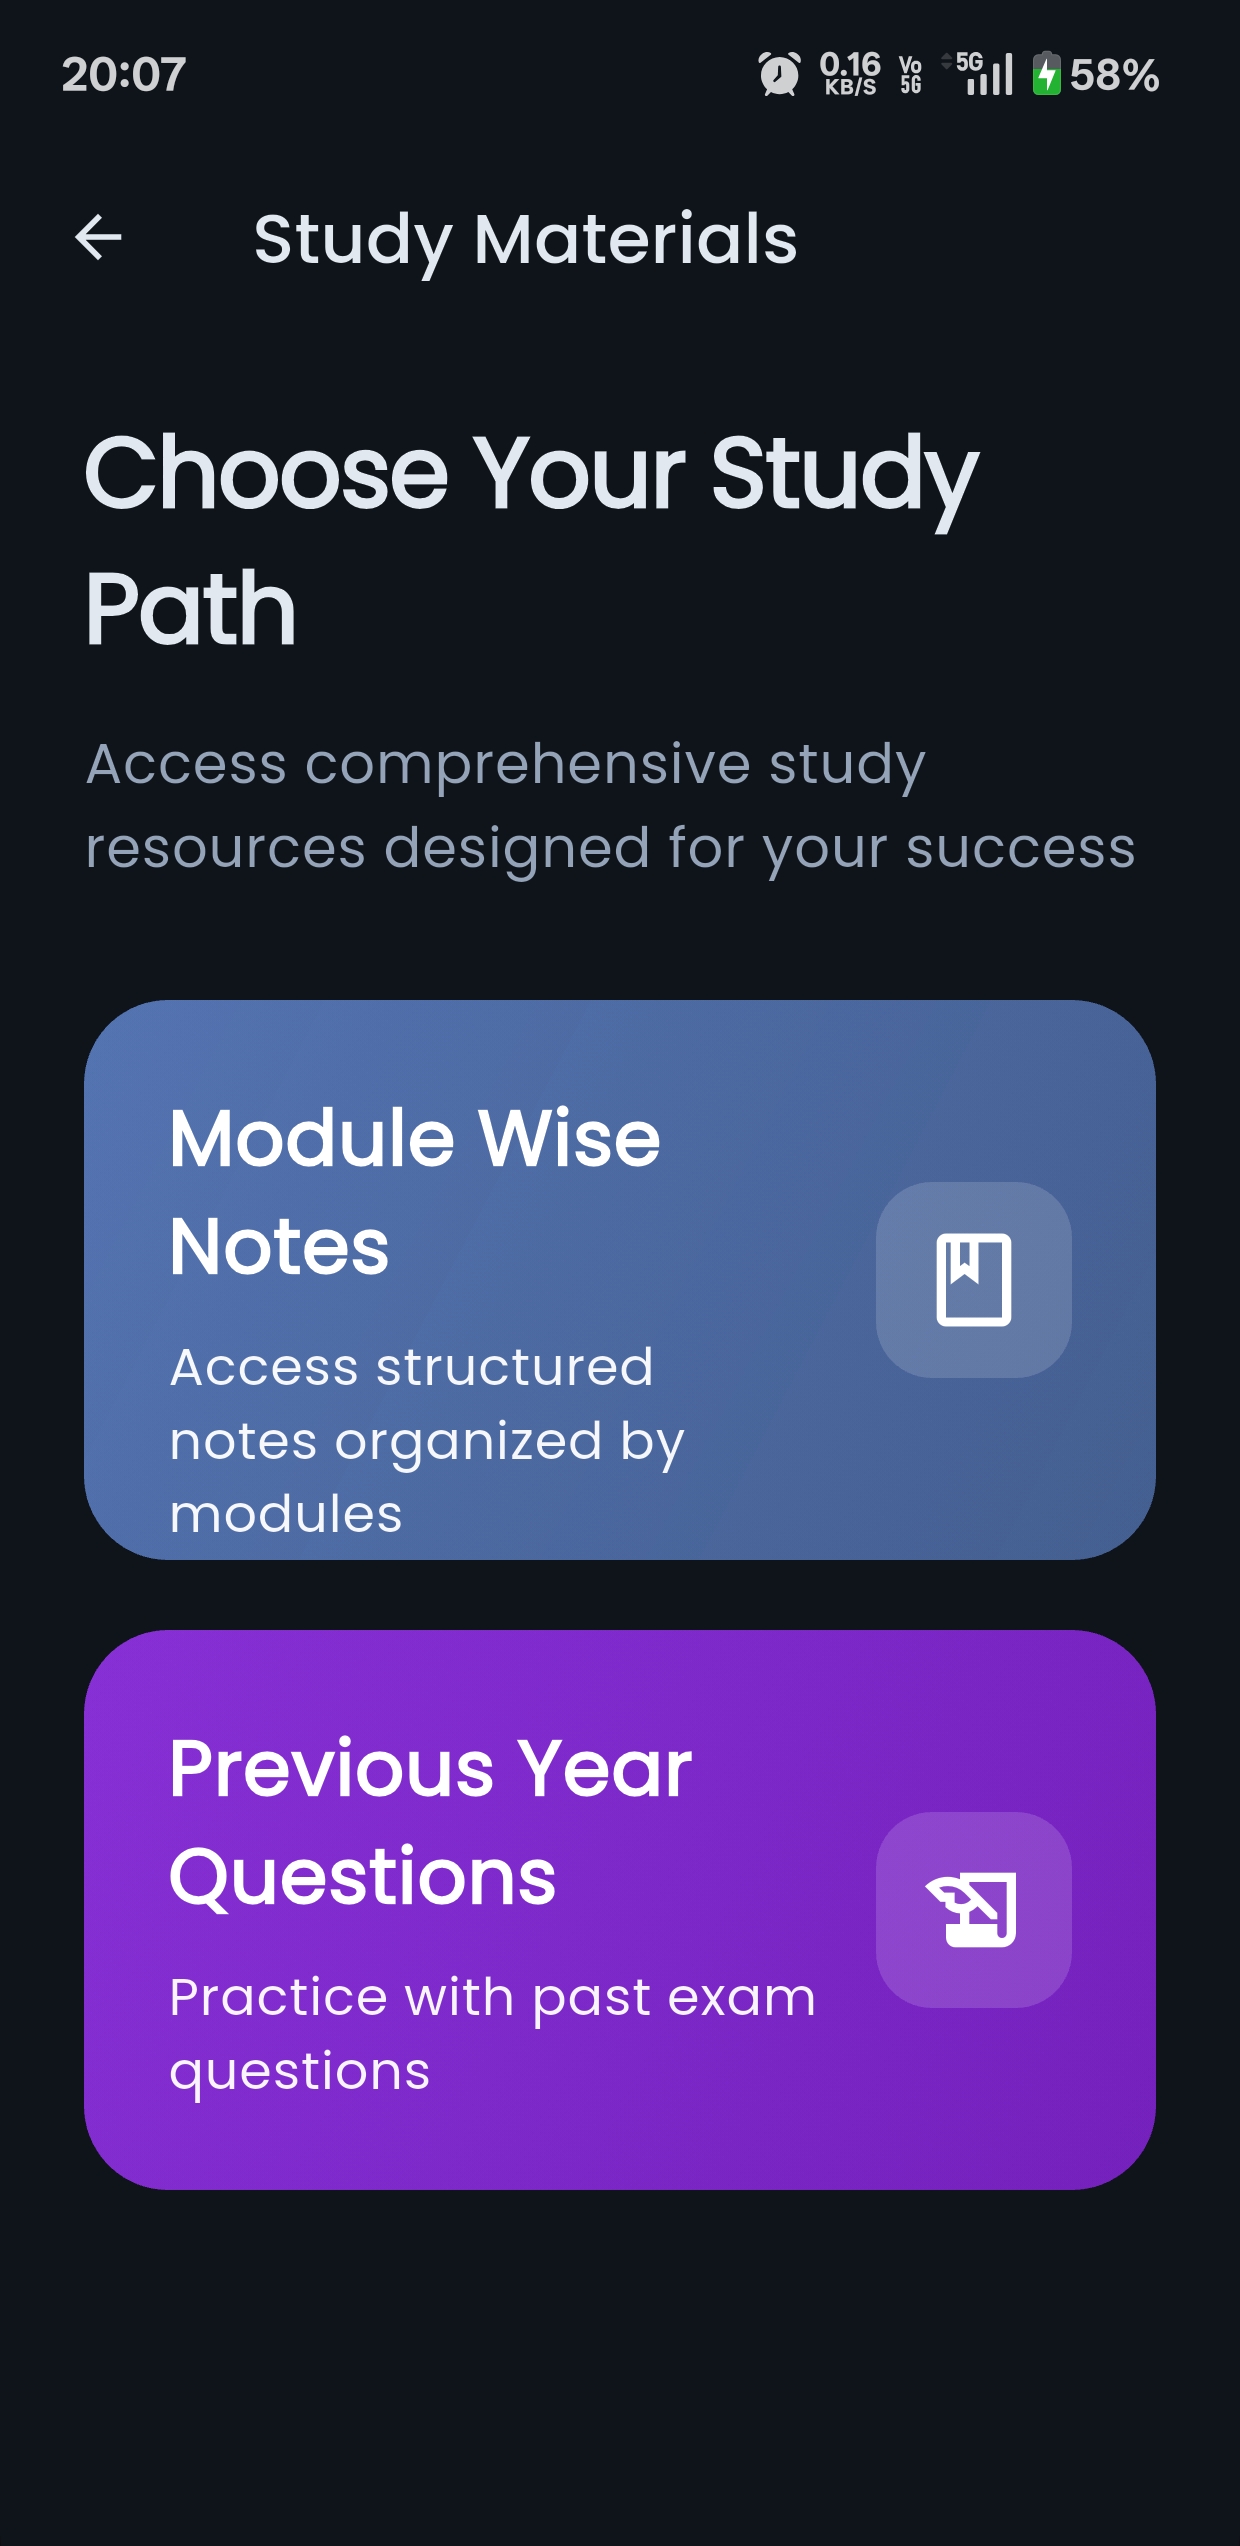 20:07
0.16 KB/S Vo 5G 5G 58%
Study Materials
Choose Your Study
Path
Access comprehensive study
resources designed for your success
Module Wise
Notes
Access structured
notes organized by
modules
Previous Year
Questions
Practice with past exam
questions